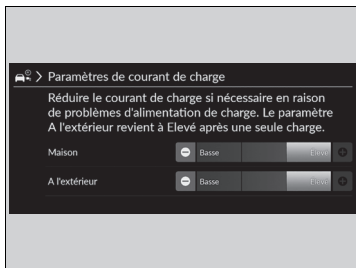 Paramètres de courant de charge
Réduire le courant de charge si nécessaire en raison
de problèmes d'alimentation de charge. Le paramètre
A l'extérieur revient à Elevé après une seule charge.
Maison
Basse
Elevé
A l'extérieur
Basse
Elevé